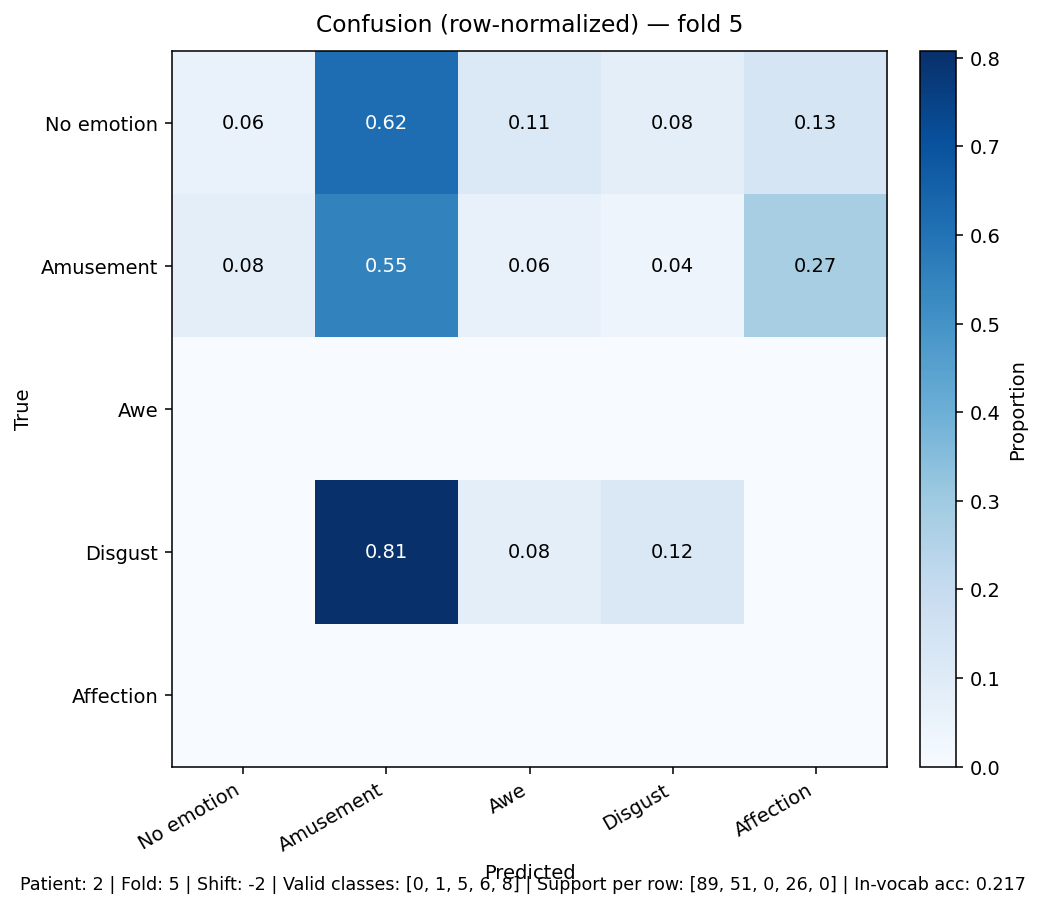 Confusion (row-normalized) — fold 5
No emotion 0.06 0.62 0.11 0.08 0.13
Amusement 0.08 0.55 0.06 0.04 0.27
Awe
Disgust 0.81 0.08 0.12
Affection
True
No emotion Amusement Awe Disgust Affection
Predicted
0.8
0.7
0.6
0.5
0.4
0.3
0.2
0.1
0.0
Proportion
Patient: 2 | Fold: 5 | Shift: -2 | Valid classes: [0, 1, 5, 6, 8] | Support per row: [89, 51, 0, 26, 0] | In-vocab acc: 0.217